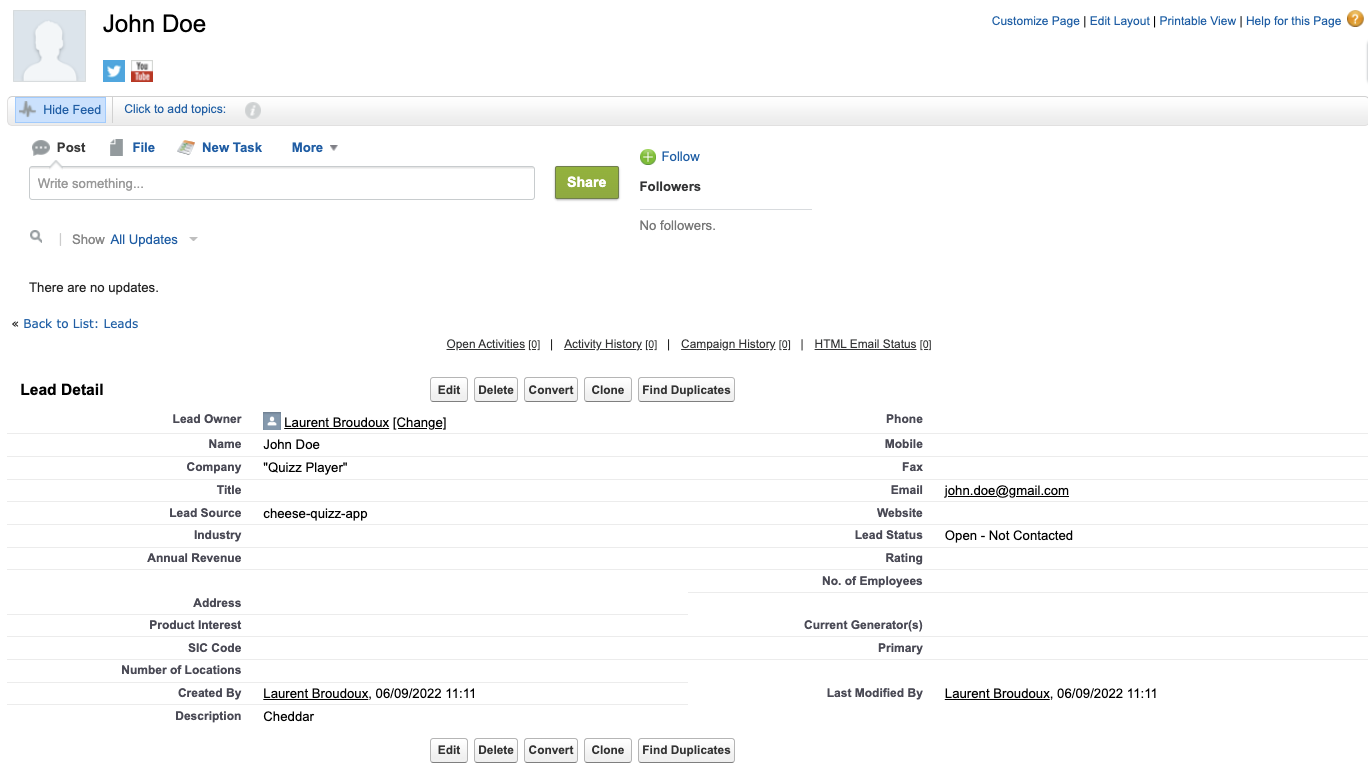 John Doe
Customize Page | Edit Layout | Printable View | Help for this Page ?
You Tube
Hide Feed Click to add topics: i
Post File New Task More
Write something... Share
Follow
Followers
No followers.
Show All Updates
There are no updates.
« Back to List: Leads
Open Activities [0] | Activity History [0] | Campaign History [0] | HTML Email Status [0]
Lead Detail Edit Delete Convert Clone Find Duplicates
Lead Owner Laurent Broudoux [Change] Phone
Name John Doe Mobile
Company "Quizz Player" Fax
Title Email john.doe@gmail.com
Lead Source cheese-quizz-app Website
Industry Lead Status Open - Not Contacted
Annual Revenue Rating
No. of Employees
Address
Product Interest Current Generator(s)
SIC Code Primary
Number of Locations
Created By Laurent Broudoux, 06/09/2022 11:11 Last Modified By Laurent Broudoux, 06/09/2022 11:11
Description Cheddar
Edit Delete Convert Clone Find Duplicates